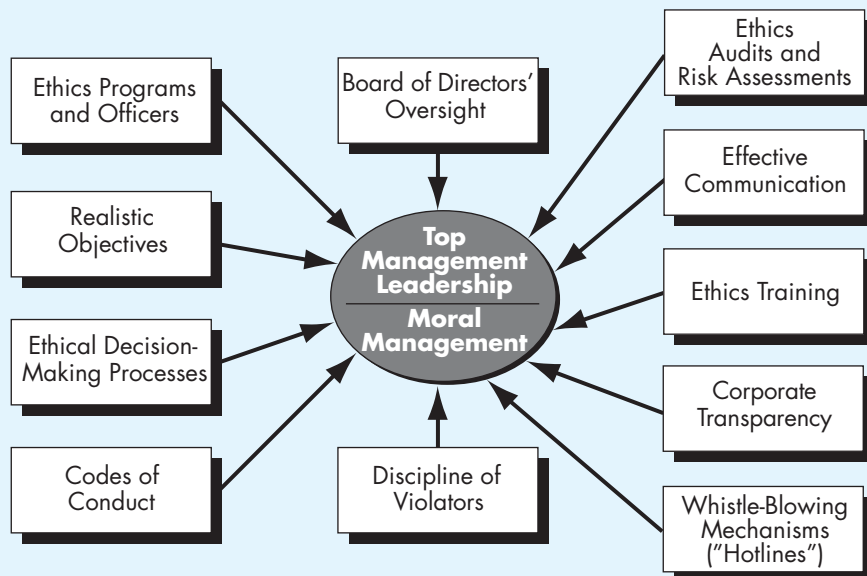 Ethics Programs
and Officers
Board of Directors’
Oversight
Ethics
Audits and
Risk Assessments
Realistic
Objectives
Effective
Communication
Top
Management
Leadership
Moral
Management
Ethics Training
Ethical Decision-
Making Processes
Corporate
Transparency
Codes of
Conduct
Discipline of
Violators
Whistle-Blowing
Mechanisms
(”Hotlines”)